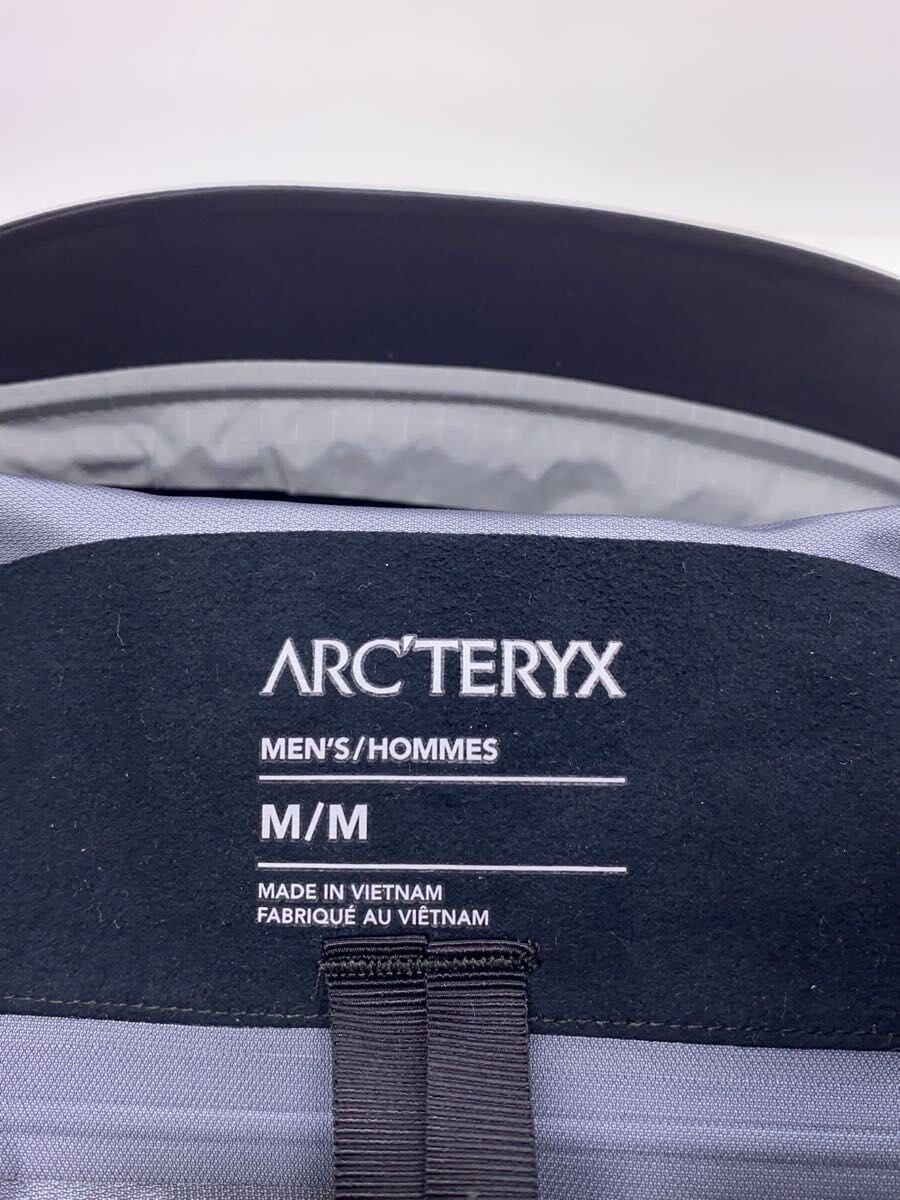 ARC'TERYX
MEN'S/HOMMES
M/M
MADE IN VIETNAM
FABRIQUÉ AU VIÊTNAM